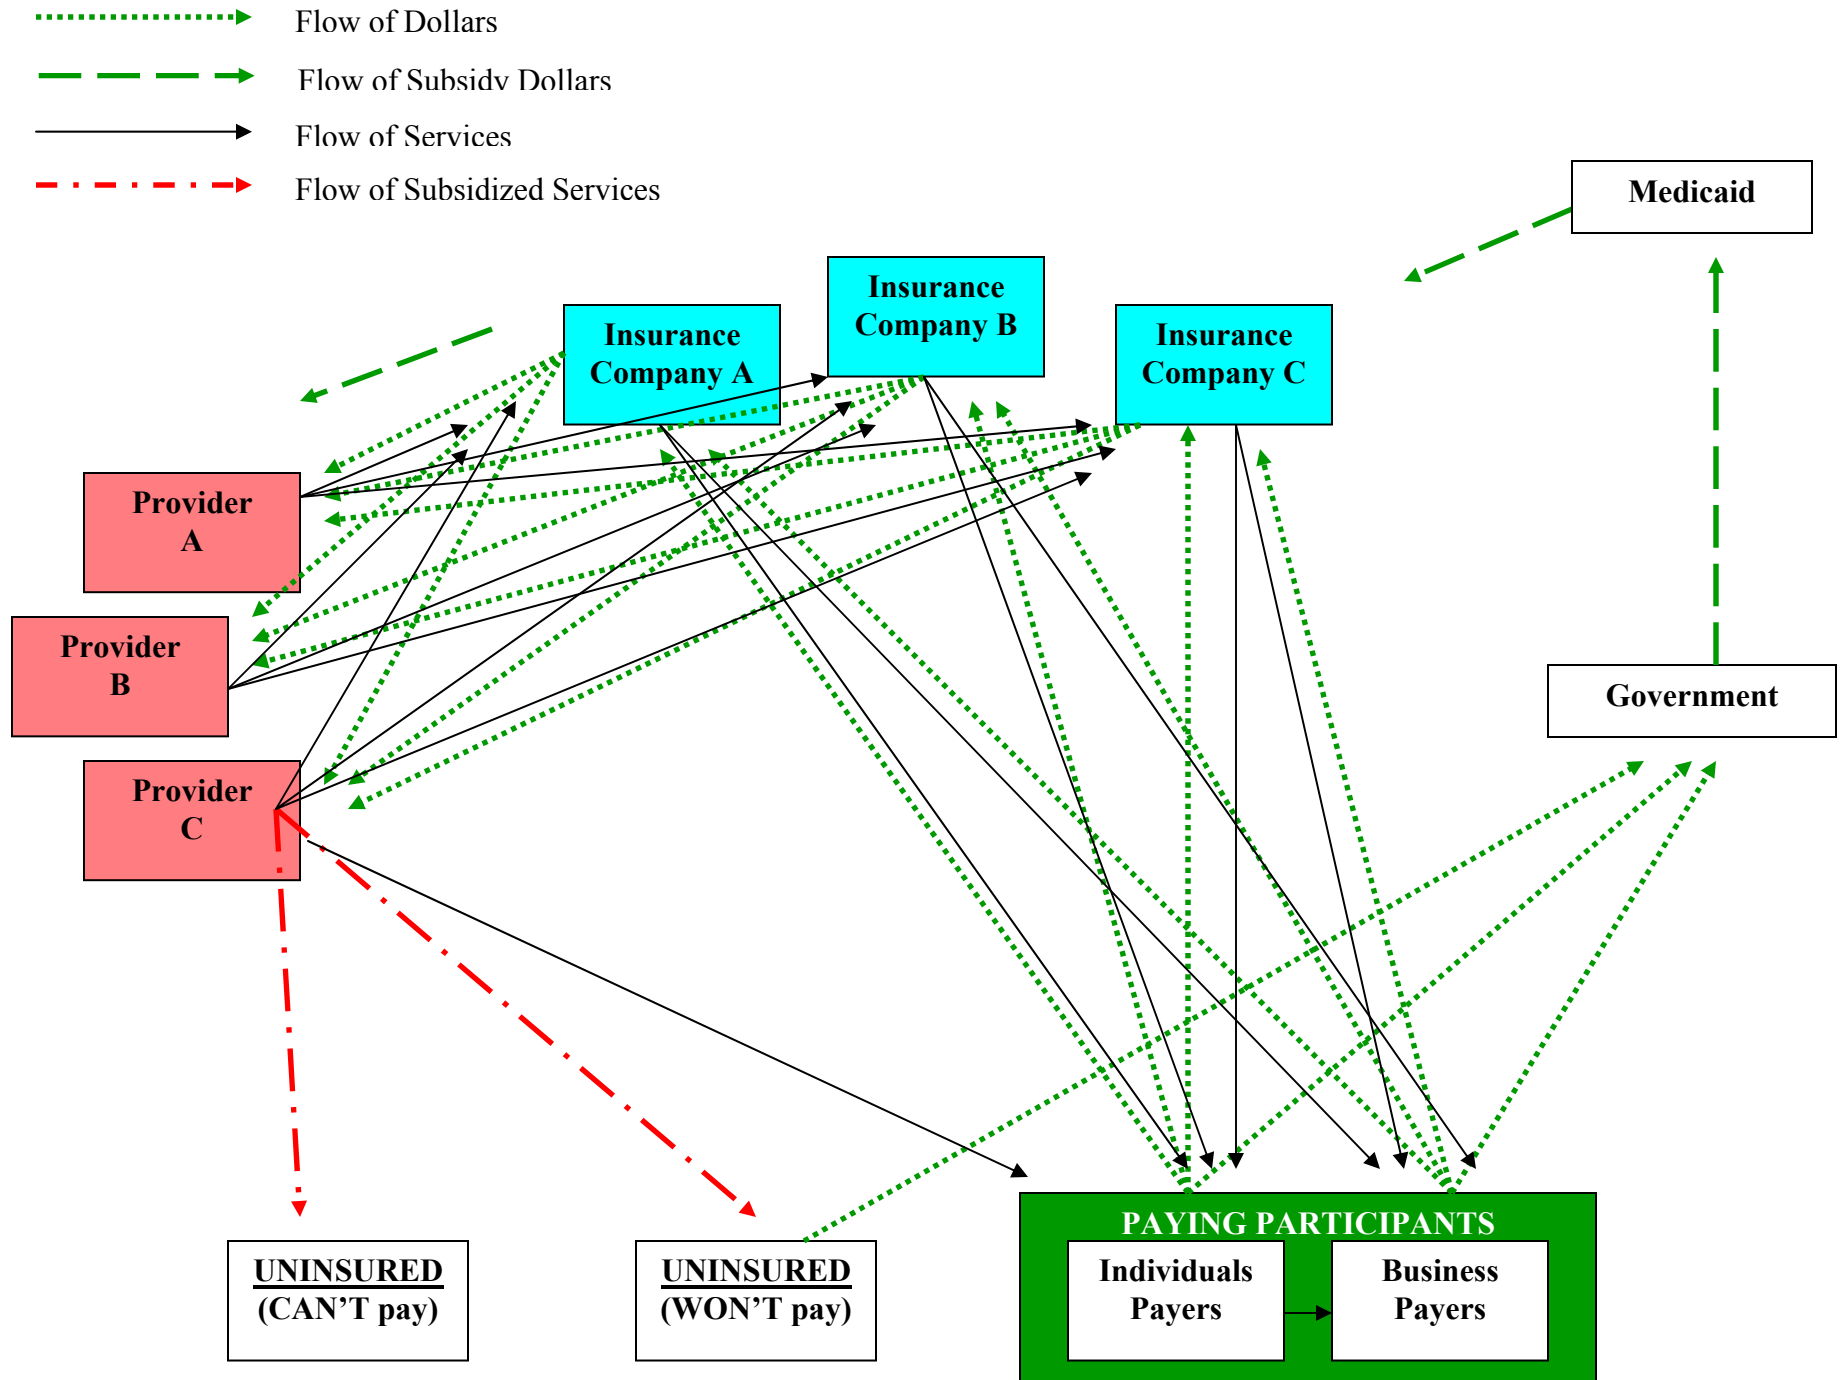 Flow of Dollars
Flow of Subsidy Dollars
Flow of Services
Flow of Subsidized Services
Medicaid
Insurance
Company B
Insurance
Company A
Insurance
Company C
Provider
A
Provider
B
Government
Provider
C
PAYING PARTICIPANTS
UNINSURED
(CAN’T pay)
UNINSURED
(WON’T pay)
Individuals
Payers
Business
Payers